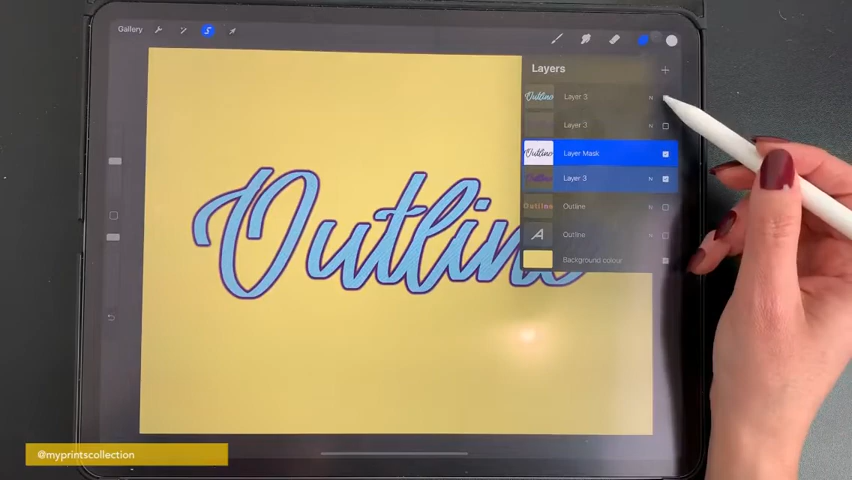 Gallery
Layers
Outline
Layer 3
N
Layer 3
N
Outline
Layer Mask
Outline
Layer 3
N
Outline
Outline
N
A
Outline
N
Background colour
Outline
@myprintscollection